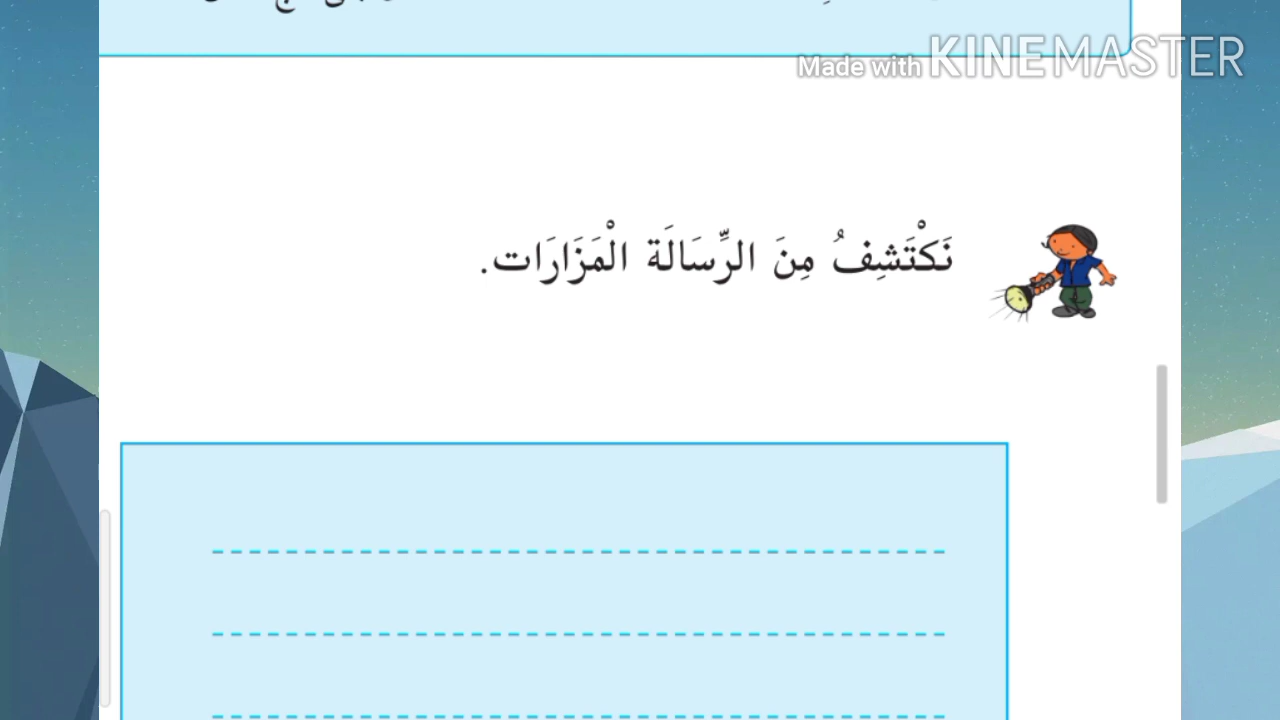 Made with KINEMASTER
نَكْتَشِفُ مِنَ الرِّسَالَة الْمَزَارَات.